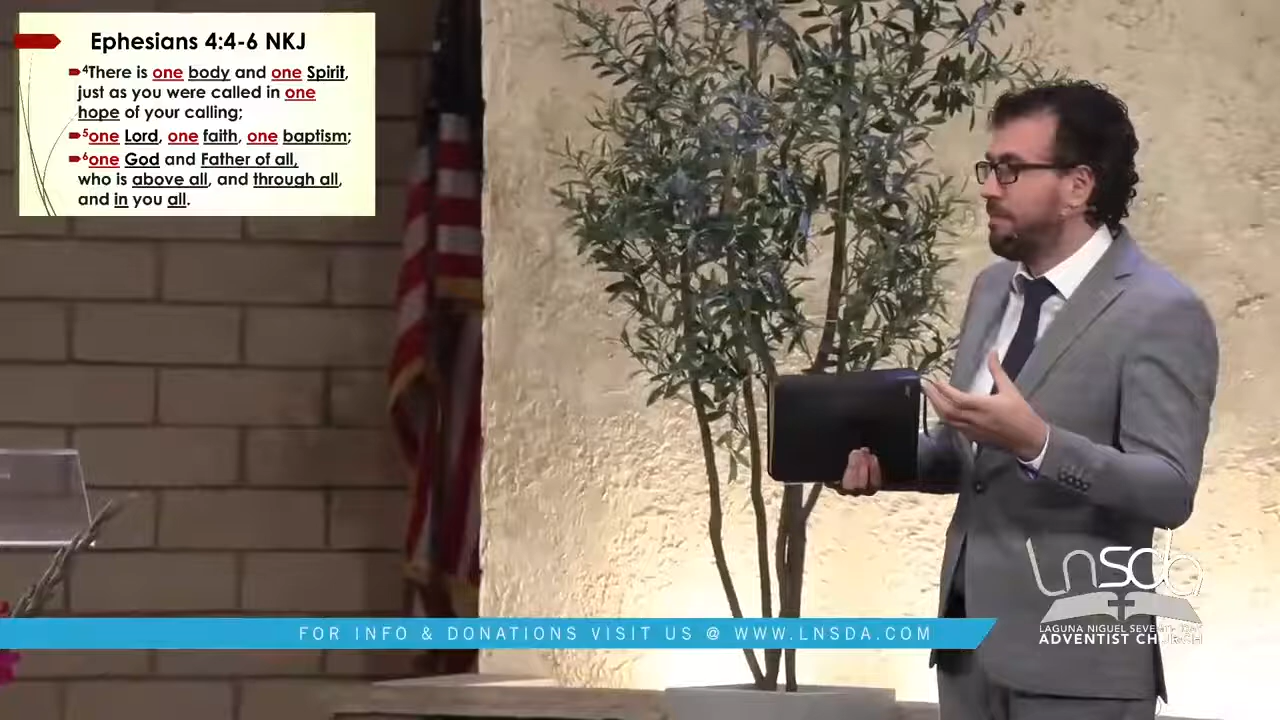 Ephesians 4:4-6 NKJ
⁴There is one body and one Spirit,
just as you were called in one
hope of your calling;
⁵one Lord, one faith, one baptism;
⁶one God and Father of all,
who is above all, and through all,
and in you all.
FOR INFO & DONATIONS VISIT US @ WWW.LNSDA.COM
LNSDA
LAGUNA NIGUEL SEVENTH-DAY
ADVENTIST CHURCH